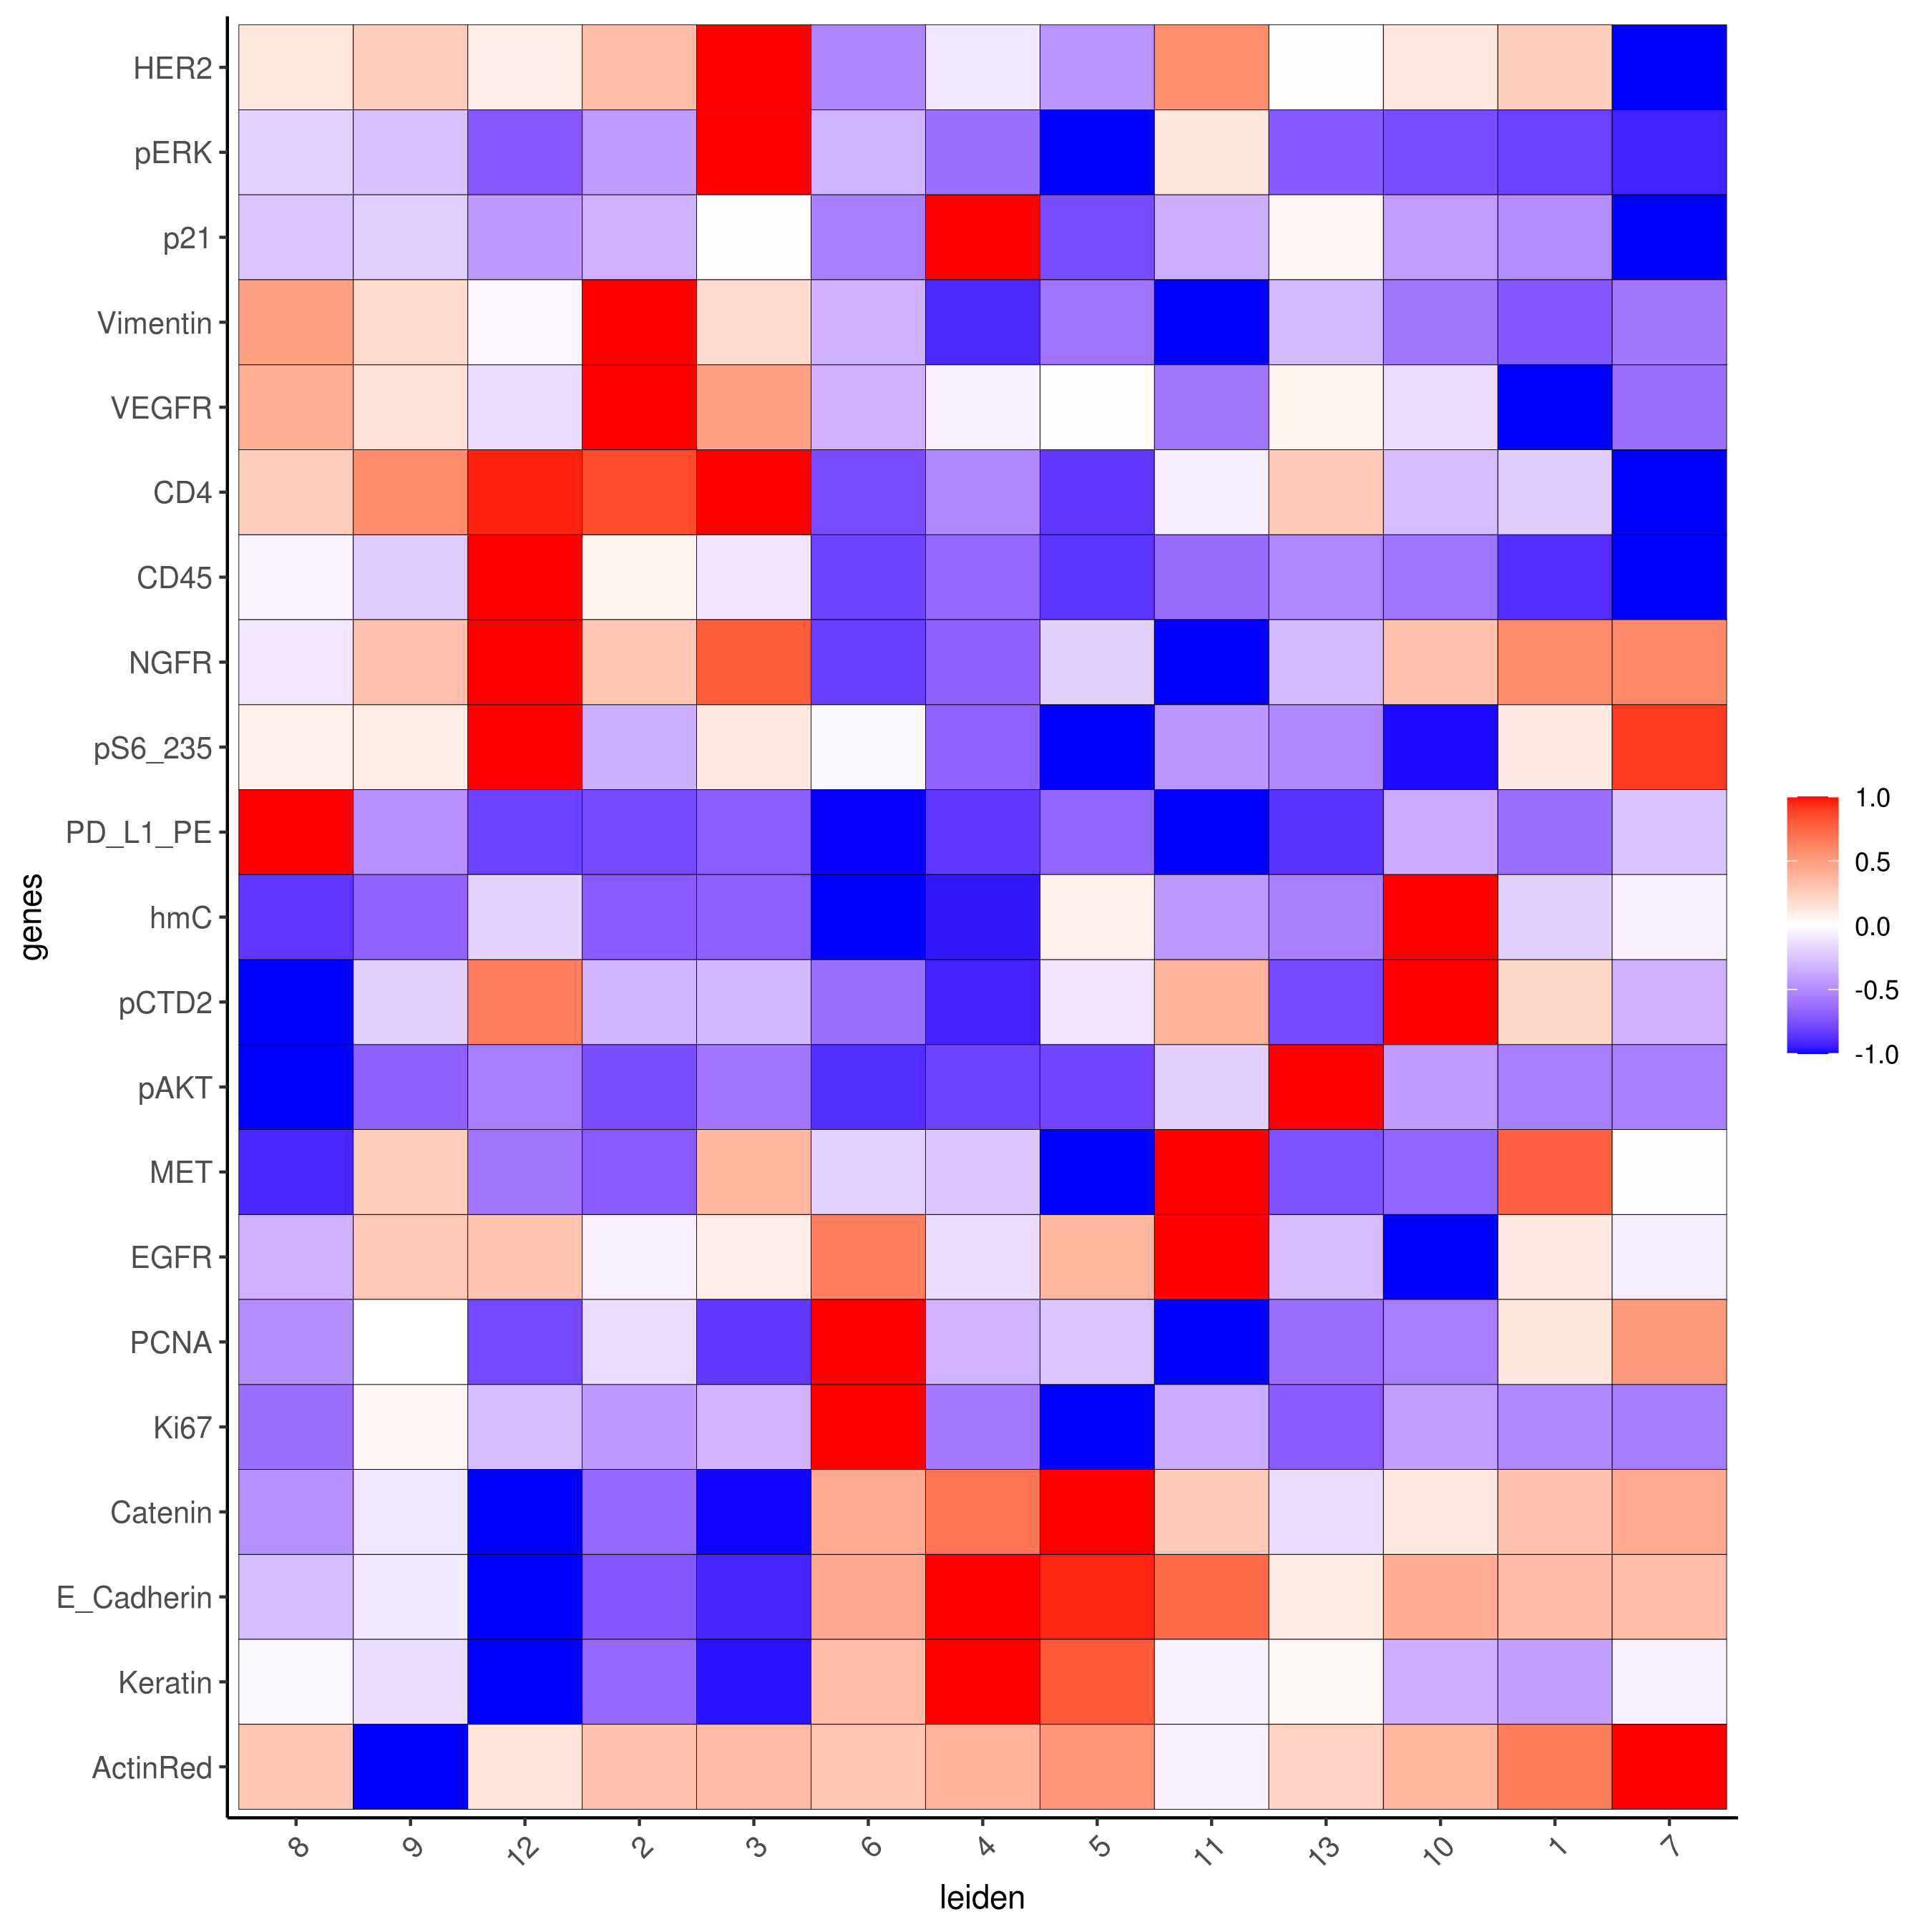 HER2
pERK
p21
Vimentin
VEGFR
CD4
CD45
NGFR
pS6_235
PD_L1_PE
hmC
pCTD2
pAKT
MET
EGFR
PCNA
Ki67
Catenin
E_Cadherin
Keratin
ActinRed
genes
8 9 12 2 3 6 4 5 11 13 10 1 7
leiden
1.0
0.5
0.0
-0.5
-1.0